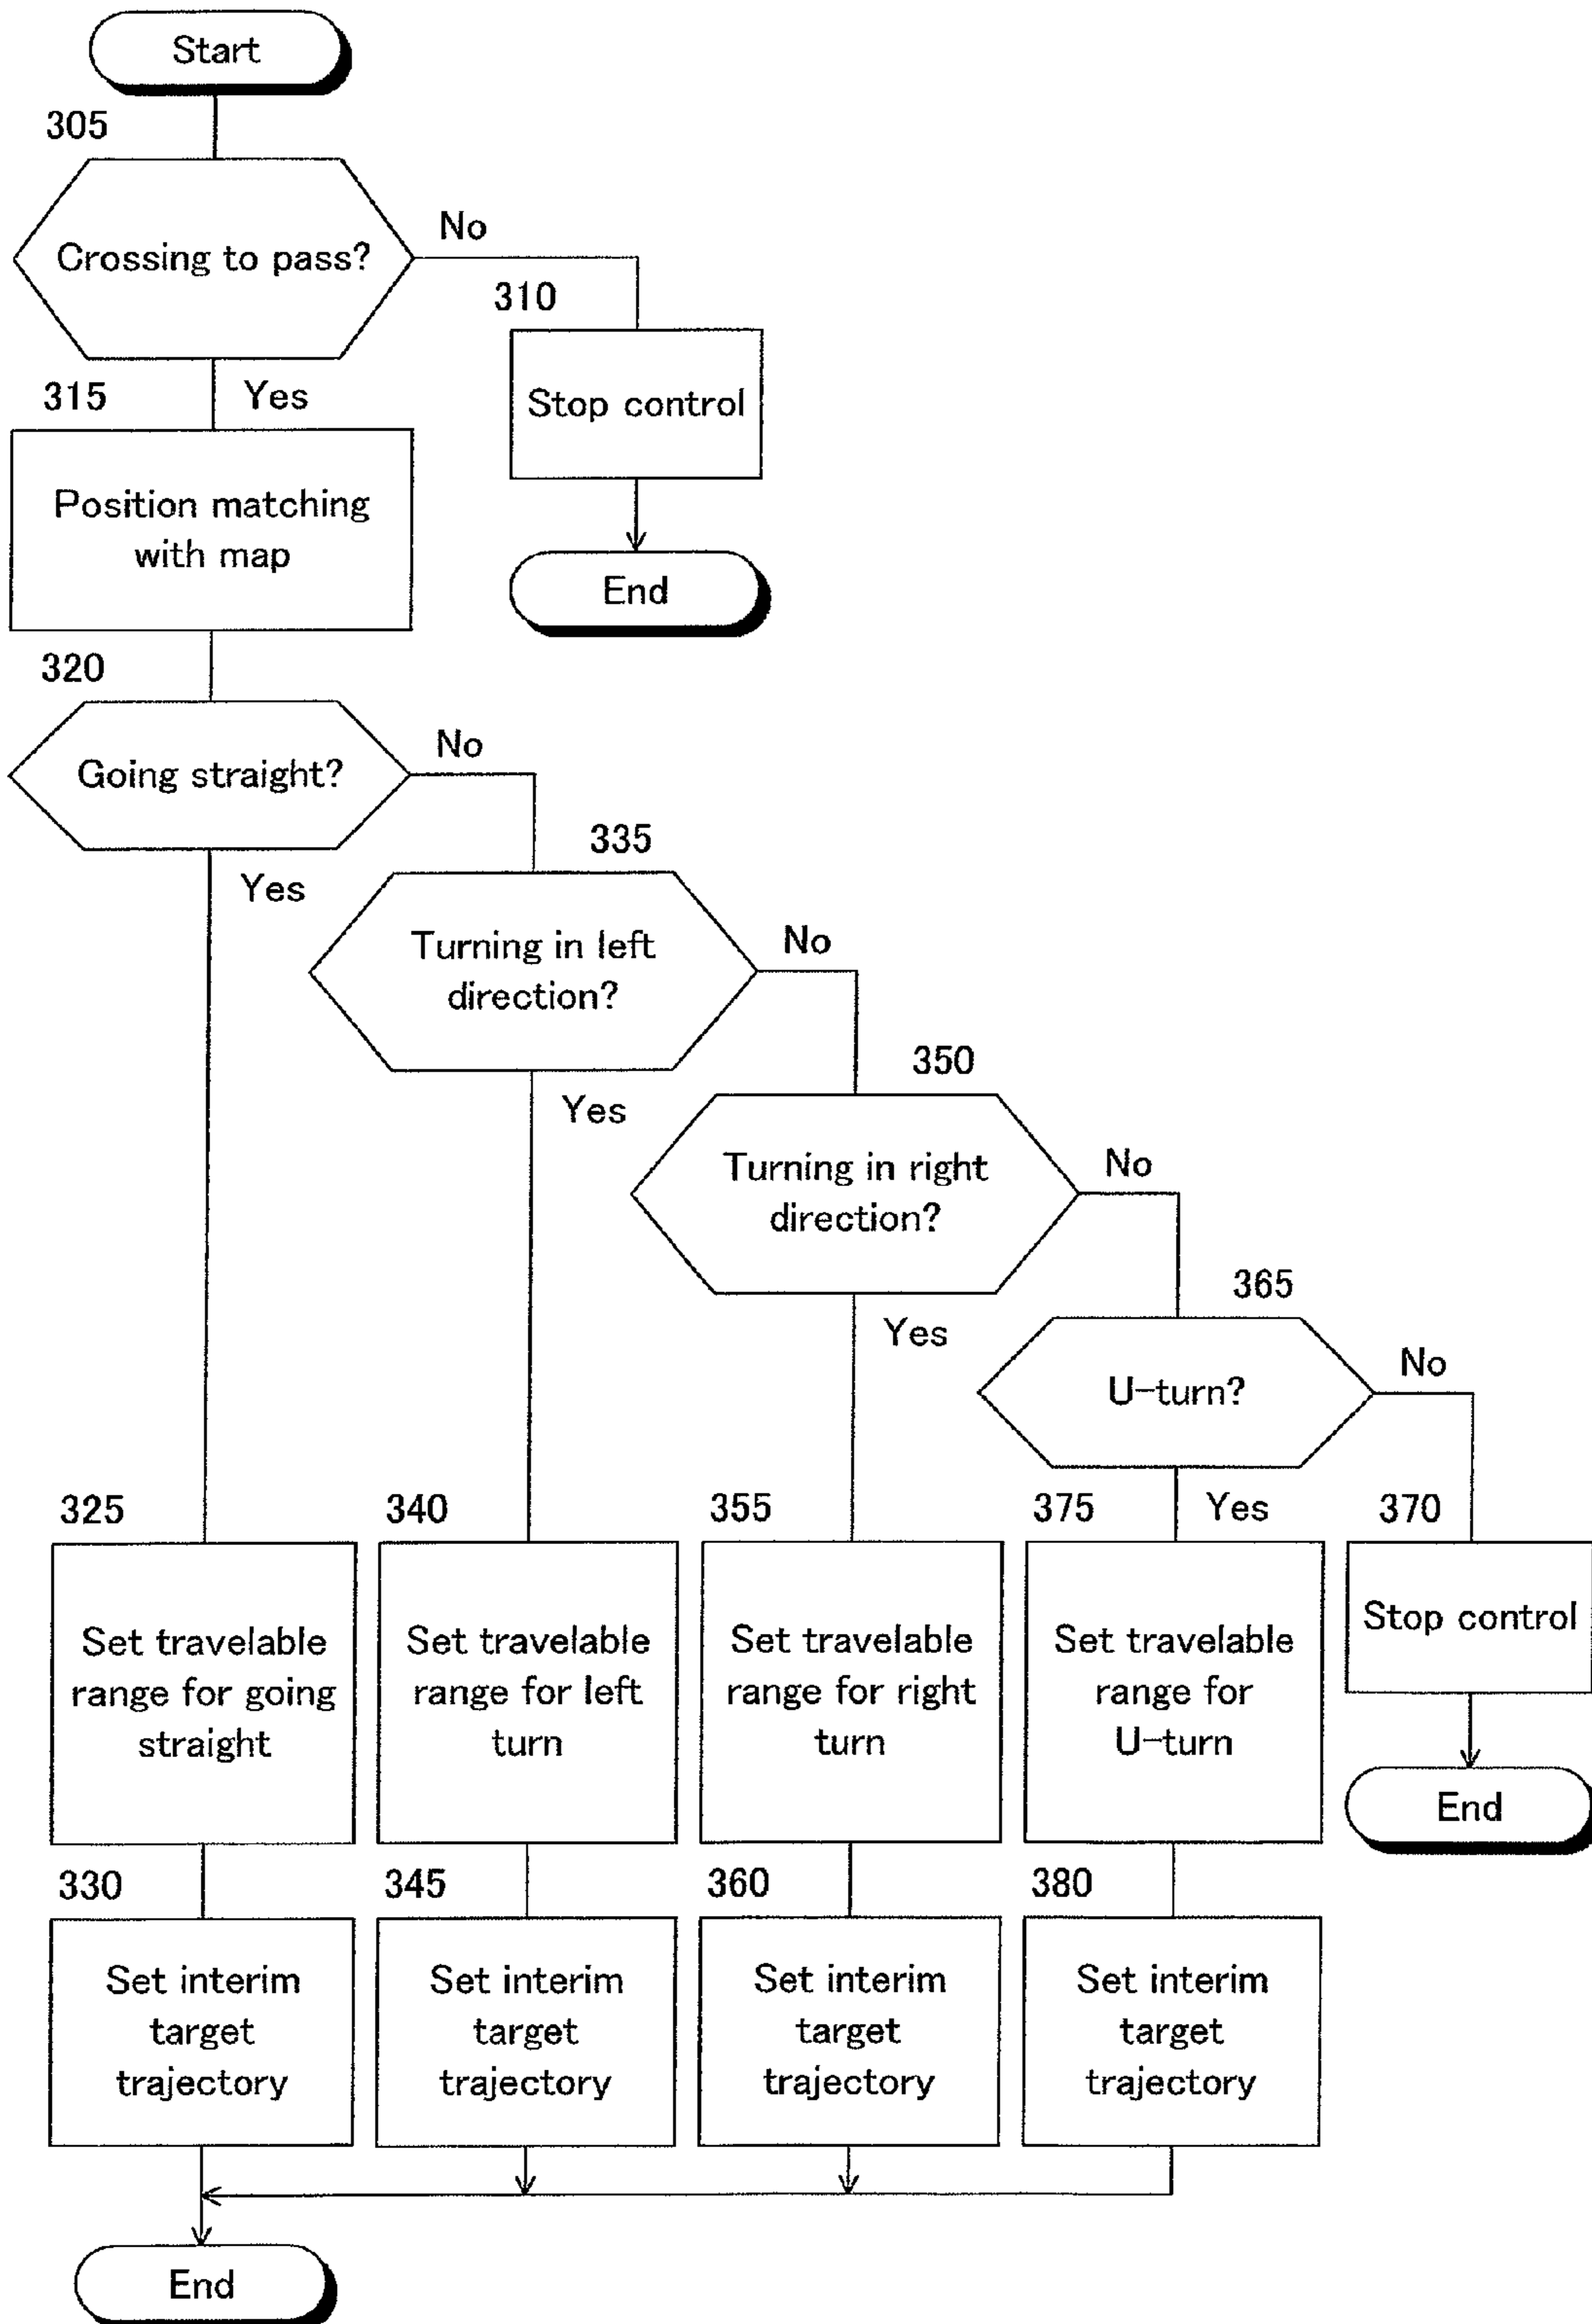 Start
305
Crossing to pass?
No
310
Stop control
End
315
Yes
Position matching
with map
320
Going straight?
No
Yes
335
Turning in left
direction?
No
Yes
350
Turning in right
direction?
No
Yes
365
U-turn?
No
Yes
325
340
355
375
370
Set travelable
range for going
straight
Set travelable
range for left
turn
Set travelable
range for right
turn
Set travelable
range for
U-turn
Stop control
End
330
345
360
380
Set interim
target
trajectory
Set interim
target
trajectory
Set interim
target
trajectory
Set interim
target
trajectory
End